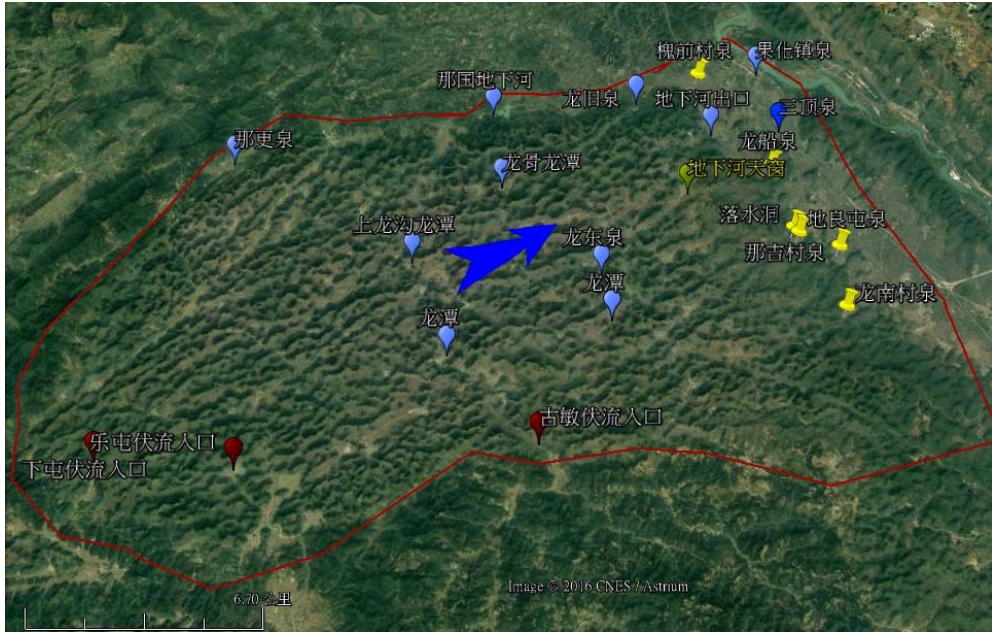 槐前村泉
果化镇泉
那国地下河
龙旧泉
地下河出口
三顶泉
那更泉
龙船泉
龙骨龙潭
地下河天窗
上龙沟龙潭
落水洞
地良屯泉
龙东泉
那吉村泉
龙潭
龙南村泉
龙潭
古敏伏流入口
乐屯伏流入口
下屯伏流入口
Image © 2016 CNES / Astrium
6.70 公里